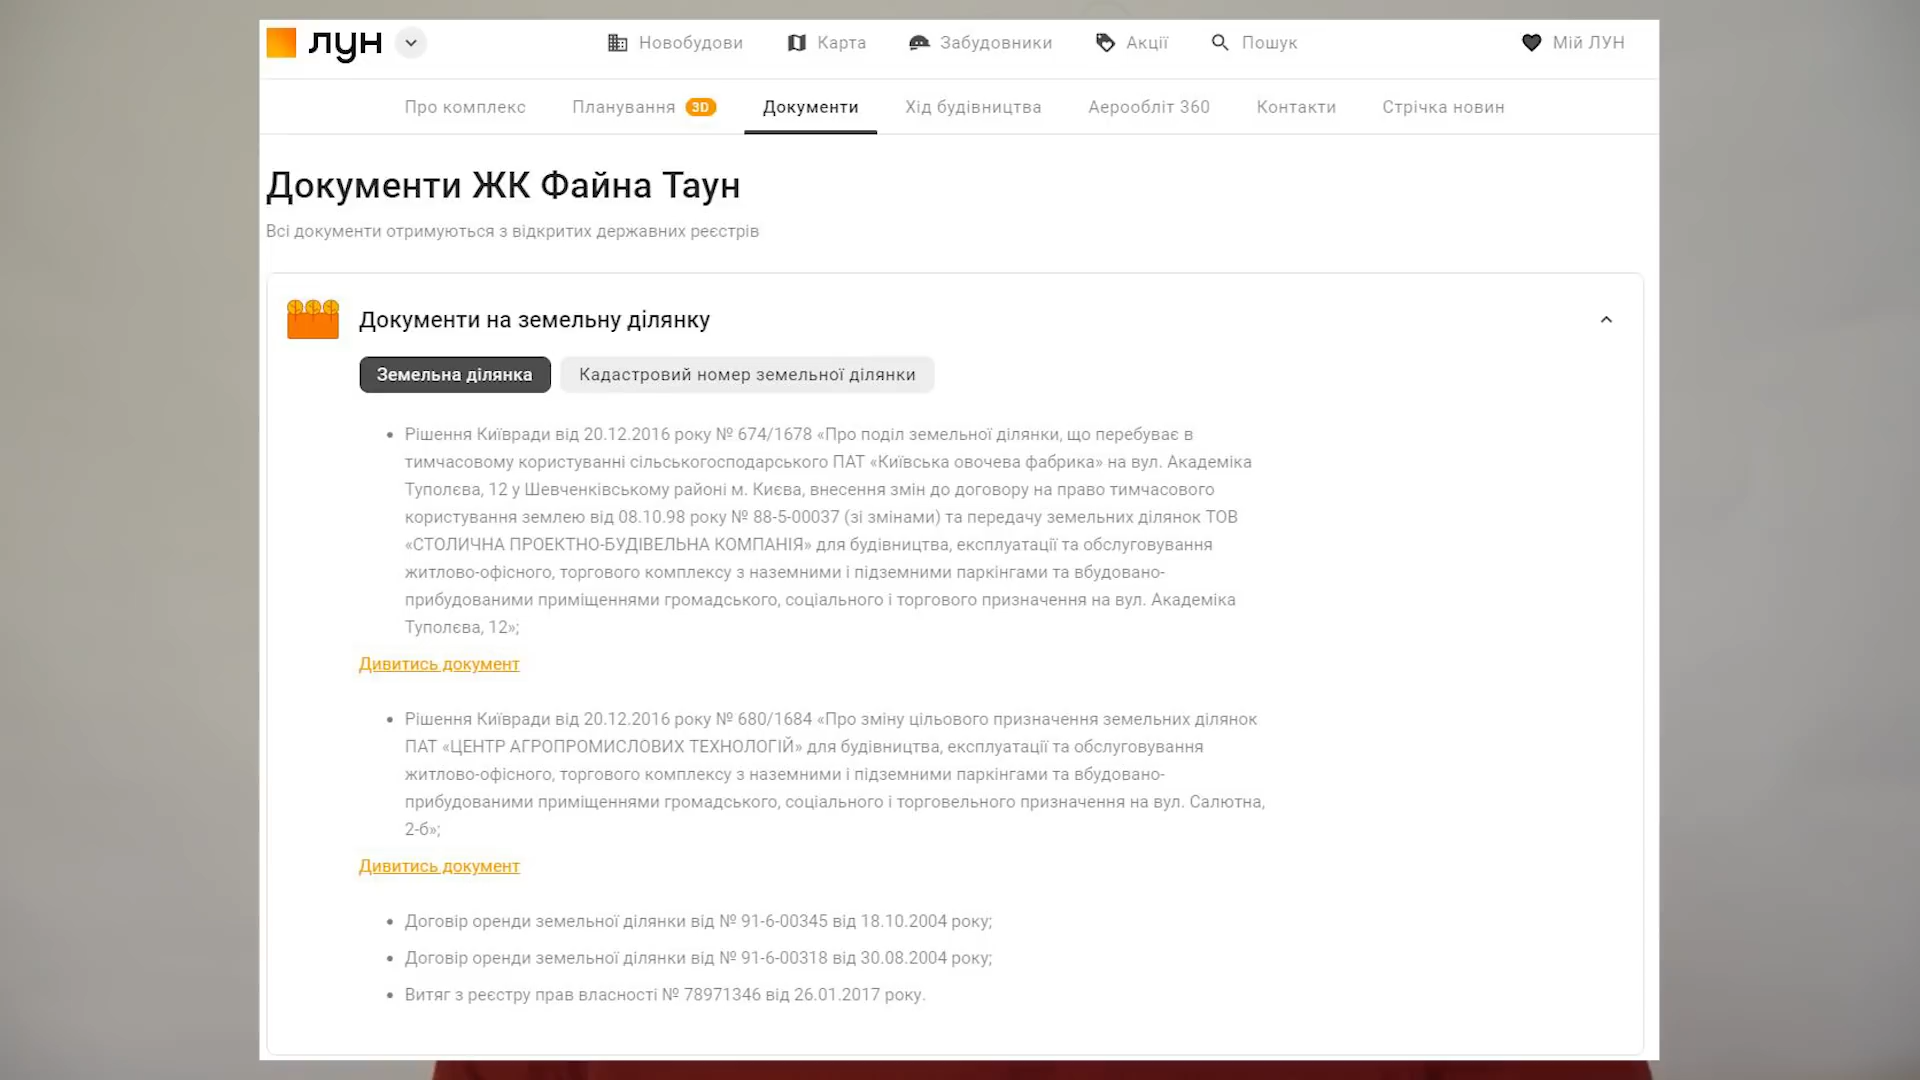 лун
Новобудови
Карта
Забудовники
Акції
Пошук
Мій ЛУН
Про комплекс
Планування 3D
Документи
Хід будівництва
Аерообліт 360
Контакти
Стрічка новин
Документи ЖК Файна Таун
Всі документи отримуються з відкритих державних реєстрів
Документи на земельну ділянку
Земельна ділянка
Кадастровий номер земельної ділянки
• Рішення Київради від 20.12.2016 року № 674/1678 «Про поділ земельної ділянки, що перебуває в
тимчасовому користуванні сільськогосподарського ПАТ «Київська овочева фабрика» на вул. Академіка
Туполєва, 12 у Шевченківському районі м. Києва, внесення змін до договору на право тимчасового
користування землею від 08.10.98 року № 88-5-00037 (зі змінами) та передачу земельних ділянок ТОВ
«СТОЛИЧНА ПРОЕКТНО-БУДІВЕЛЬНА КОМПАНІЯ» для будівництва, експлуатації та обслуговування
житлово-офісного, торгового комплексу з наземними і підземними паркінгами та вбудовано-
прибудованими приміщеннями громадського, соціального і торгового призначення на вул. Академіка
Туполєва, 12»;
Дивитись документ
• Рішення Київради від 20.12.2016 року № 680/1684 «Про зміну цільового призначення земельних ділянок
ПАТ «ЦЕНТР АГРОПРОМИСЛОВИХ ТЕХНОЛОГІЙ» для будівництва, експлуатації та обслуговування
житлово-офісного, торгового комплексу з наземними і підземними паркінгами та вбудовано-
прибудованими приміщеннями громадського, соціального і торговельного призначення на вул. Салютна,
2-б»;
Дивитись документ
• Договір оренди земельної ділянки від № 91-6-00345 від 18.10.2004 року;
• Договір оренди земельної ділянки від № 91-6-00318 від 30.08.2004 року;
• Витяг з реєстру прав власності № 78971346 від 26.01.2017 року.